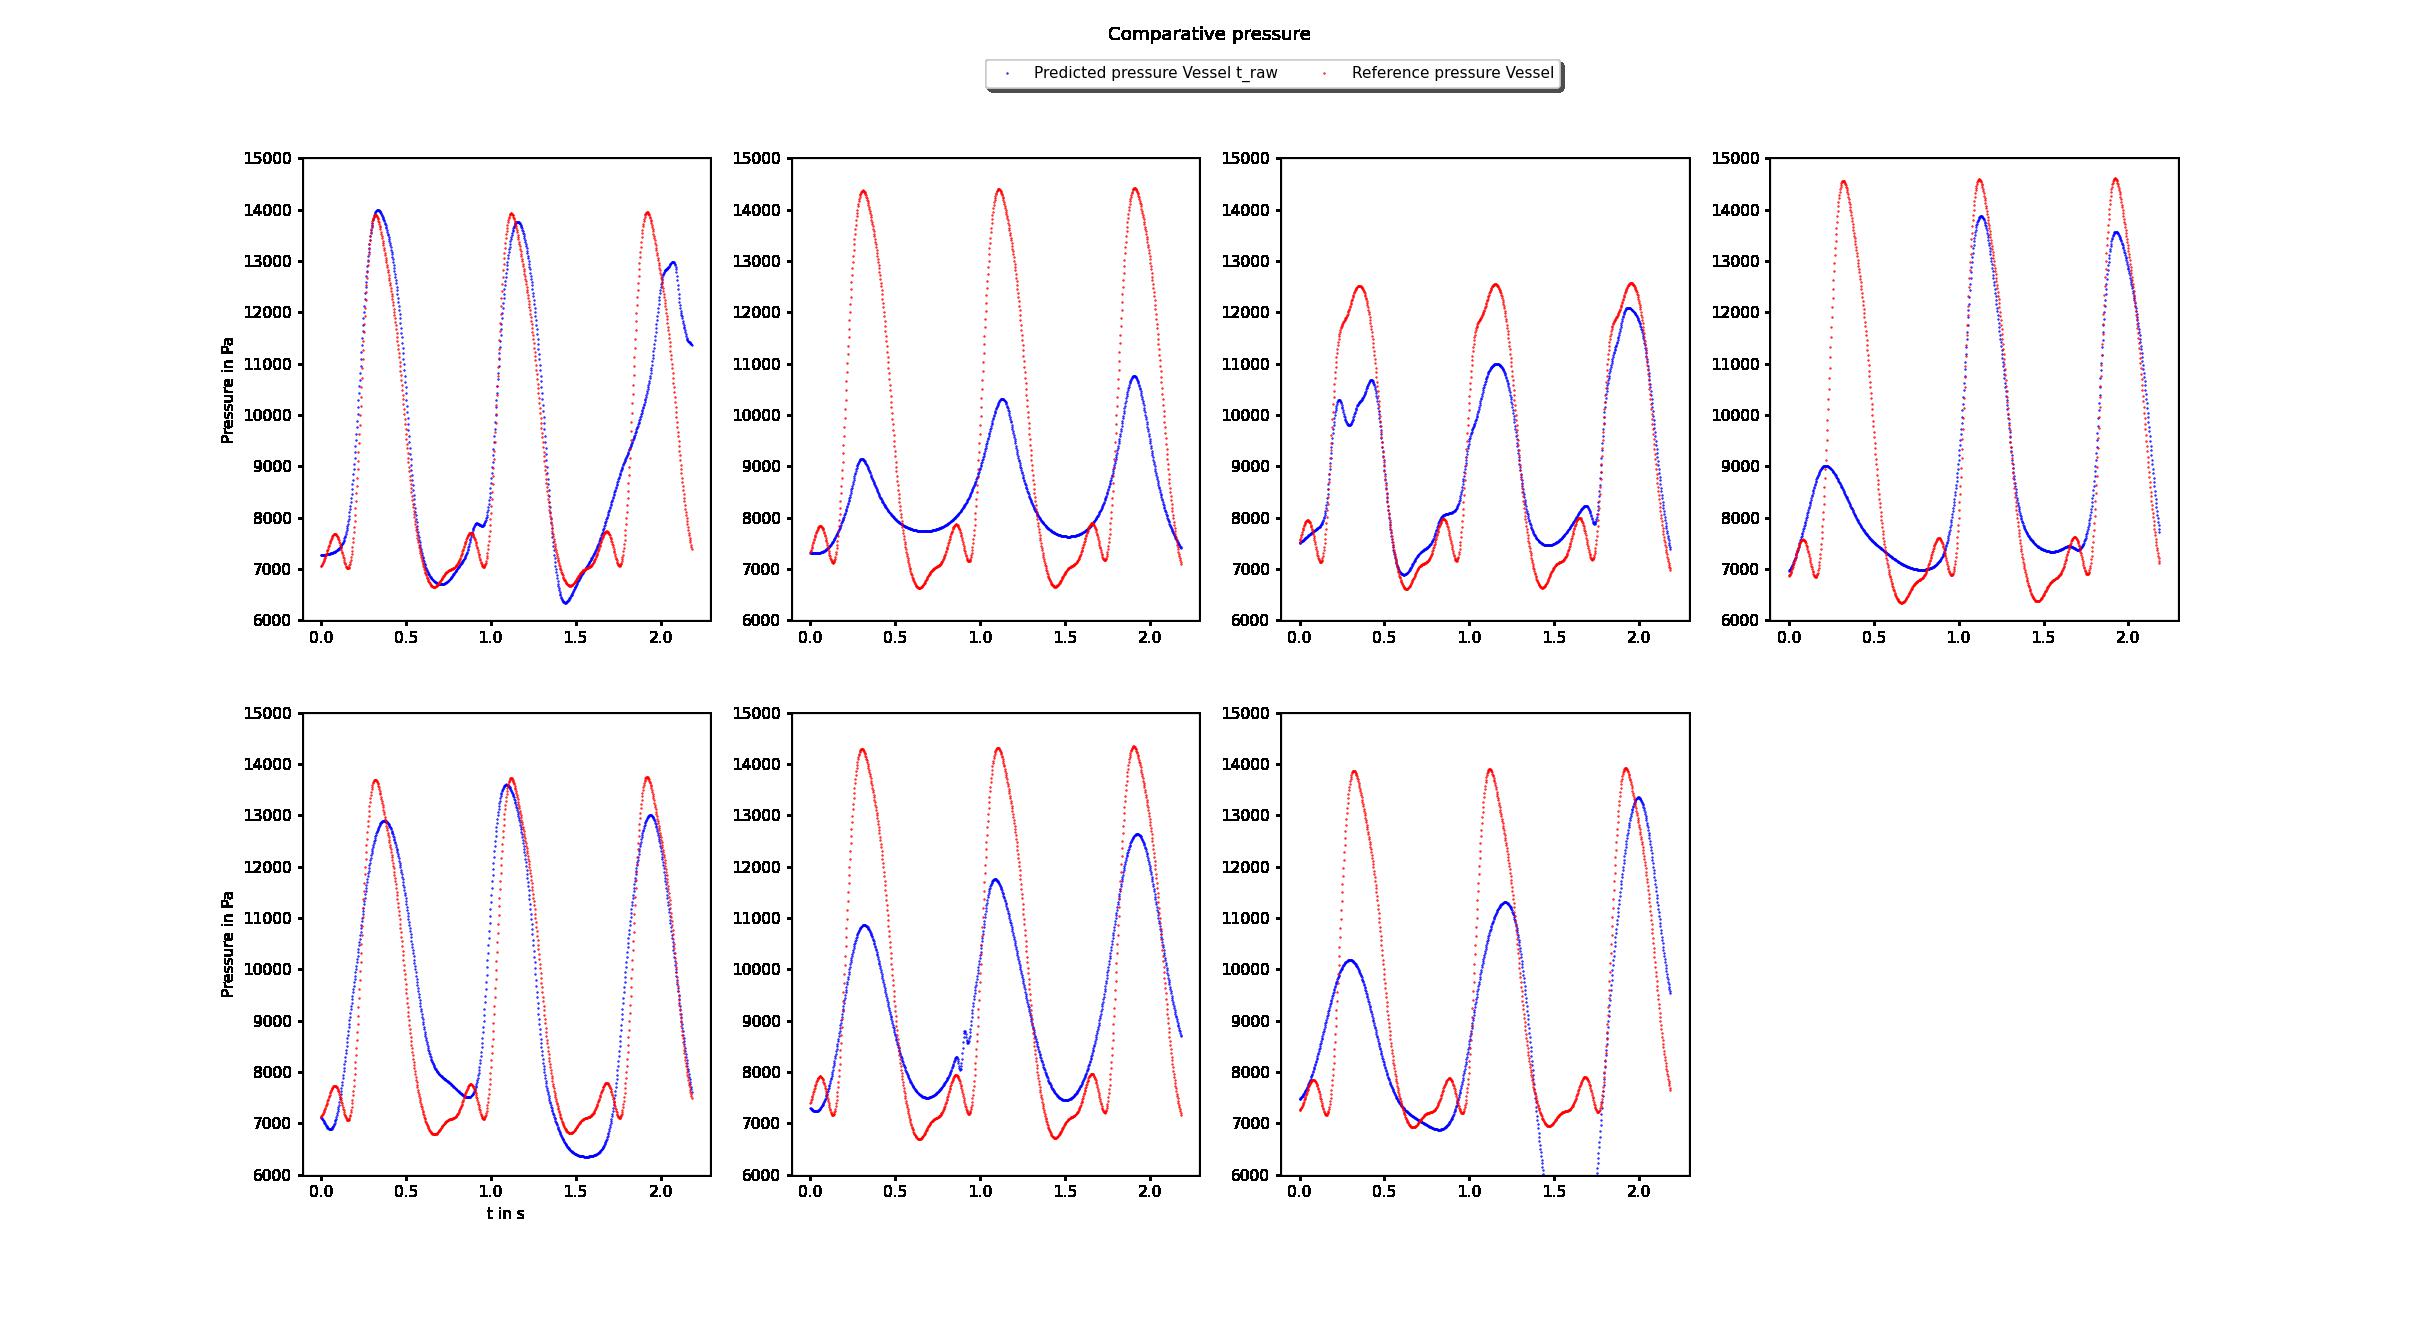 Comparative pressure
Predicted pressure Vessel t_raw   Reference pressure Vessel
15000 15000 15000 15000
14000 14000 14000 14000
13000 13000 13000 13000
12000 12000 12000 12000
11000 11000 11000 11000
Pressure in Pa
10000 10000 10000 10000
9000 9000 9000 9000
8000 8000 8000 8000
7000 7000 7000 7000
6000 6000 6000 6000
0.0 0.5 1.0 1.5 2.0 0.0 0.5 1.0 1.5 2.0 0.0 0.5 1.0 1.5 2.0 0.0 0.5 1.0 1.5 2.0
15000 15000 15000
14000 14000 14000
13000 13000 13000
12000 12000 12000
11000 11000 11000
Pressure in Pa
10000 10000 10000
9000 9000 9000
8000 8000 8000
7000 7000 7000
6000 6000 6000
0.0 0.5 1.0 1.5 2.0 0.0 0.5 1.0 1.5 2.0 0.0 0.5 1.0 1.5 2.0
t in s